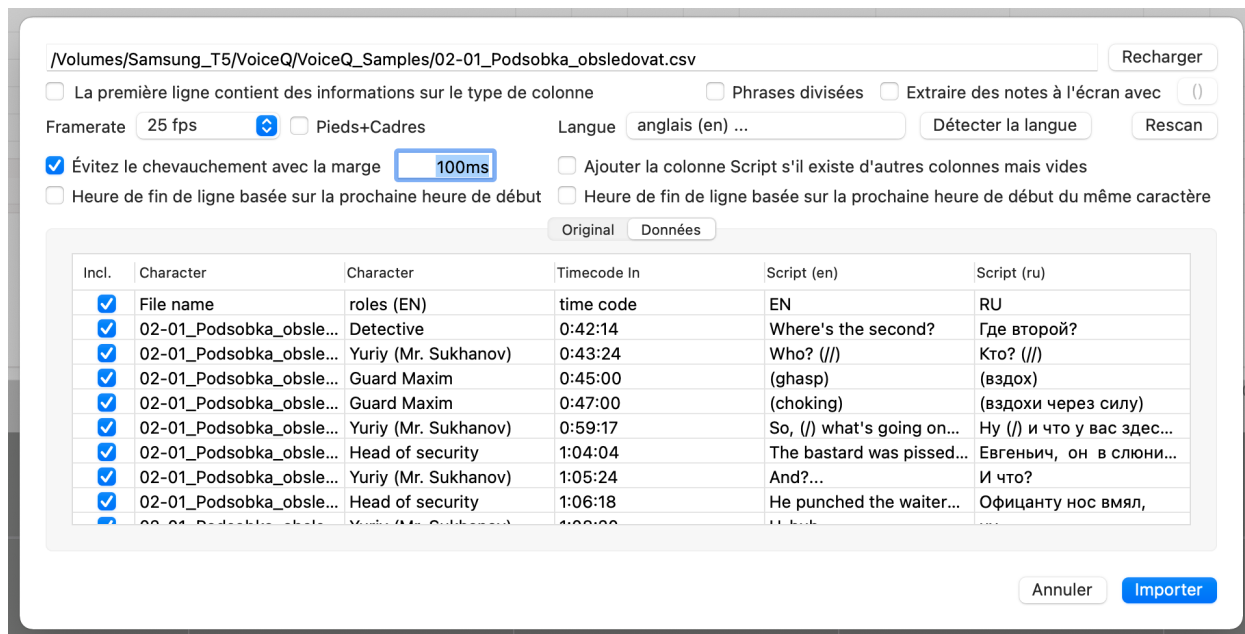 /Volumes/Samsung_T5/VoiceQ/VoiceQ_Samples/02-01_Podsobka_obsledovat.csv Recharger
La première ligne contient des informations sur le type de colonne Phrases divisées Extraire des notes à l'écran avec ()
Framerate 25 fps Pieds+Cadres Langue anglais (en) ... Détecter la langue Rescan
Évitez le chevauchement avec la marge 100ms Ajouter la colonne Script s'il existe d'autres colonnes mais vides
Heure de fin de ligne basée sur la prochaine heure de début Heure de fin de ligne basée sur la prochaine heure de début du même caractère
Original Données
Incl. Character Character Timecode In Script (en) Script (ru)
File name roles (EN) time code EN RU
02-01_Podsobka_obsle... Detective 0:42:14 Where's the second? Где второй?
02-01_Podsobka_obsle... Yuriy (Mr. Sukhanov) 0:43:24 Who? (//) Кто? (//)
02-01_Podsobka_obsle... Guard Maxim 0:45:00 (ghasp) (вздох)
02-01_Podsobka_obsle... Guard Maxim 0:47:00 (choking) (вздохи через силу)
02-01_Podsobka_obsle... Yuriy (Mr. Sukhanov) 0:59:17 So, (/) what's going on... Ну (/) и что у вас здес...
02-01_Podsobka_obsle... Head of security 1:04:04 The bastard was pissed... Евгеньич, он в слюни...
02-01_Podsobka_obsle... Yuriy (Mr. Sukhanov) 1:05:24 And?... И что?
02-01_Podsobka_obsle... Head of security 1:06:18 He punched the waiter... Офицанту нос вмял,
Annuler Importer